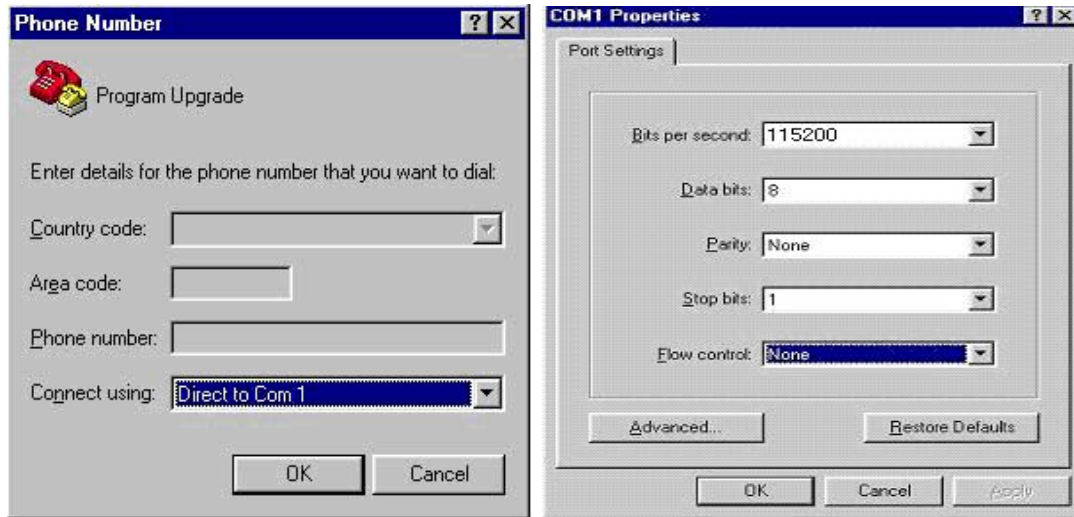 Phone Number
Program Upgrade
Enter details for the phone number that you want to dial:
Country code:
Area code:
Phone number:
Connect using: Direct to Com 1
OK Cancel
COM1 Properties
Port Settings
Bits per second: 115200
Data bits: 8
Parity: None
Stop bits: 1
Flow control: None
Advanced... Restore Defaults
OK Cancel Apply